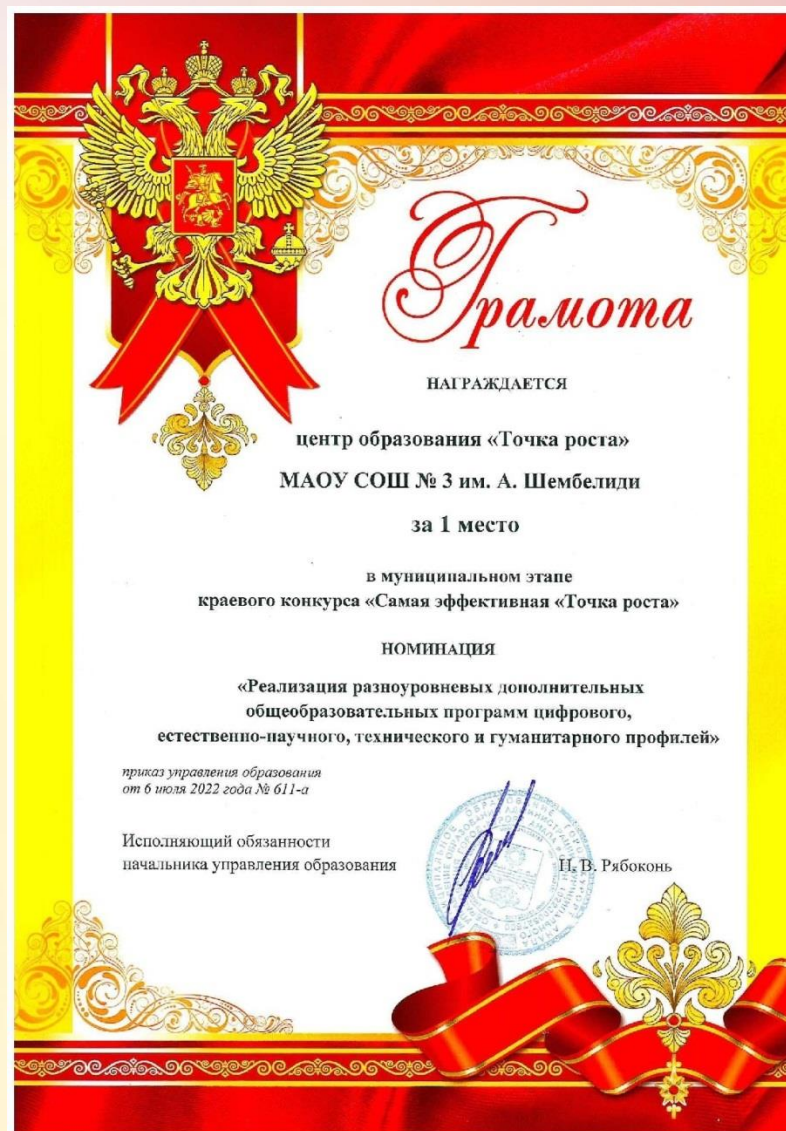 Грамота
НАГРАЖДАЕТСЯ
центр образования «Точка роста»
МАОУ СОШ № 3 им. А. Шембелиди
за 1 место
в муниципальном этапе
краевого конкурса «Самая эффективная «Точка роста»
НОМИНАЦИЯ
«Реализация разноуровневых дополнительных
общеобразовательных программ цифрового,
естественно-научного, технического и гуманитарного профилей»
приказ управления образования
от 6 июля 2022 года № 611-а
Исполняющий обязанности
начальника управления образования
Н. В. Рябоконь